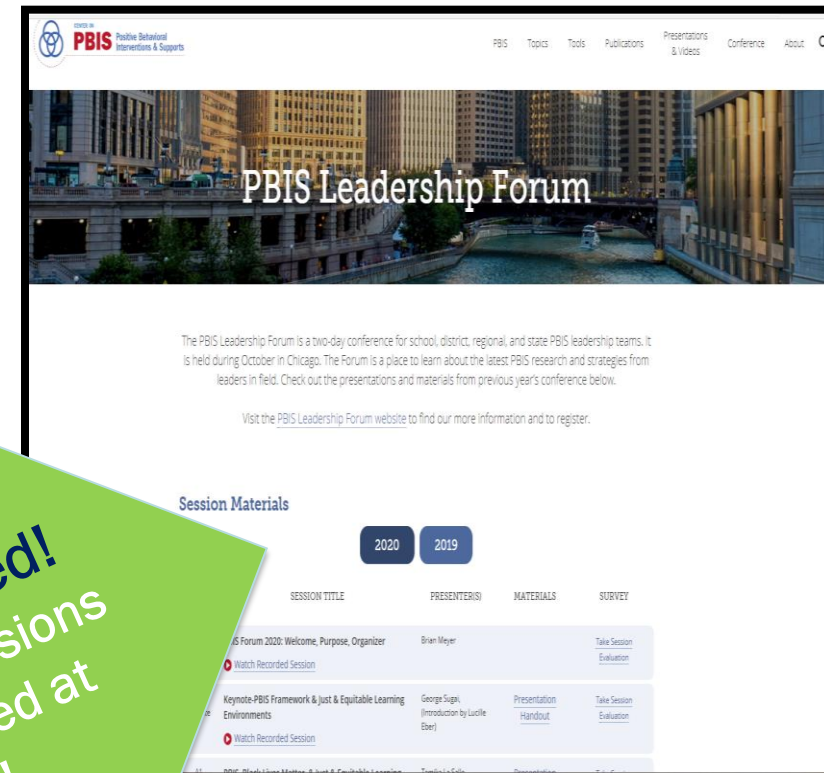 CENTER ON
PBIS Positive Behavioral
Interventions & Supports
PBIS Topics Tools Publications Presentations & Videos Conference About
PBIS Leadership Forum
The PBIS Leadership Forum is a two-day conference for school, district, regional, and state PBIS leadership teams. It
is held during October in Chicago. The Forum is a place to learn about the latest PBIS research and strategies from
leaders in field. Check out the presentations and materials from previous year's conference below.
Visit the PBIS Leadership Forum website to find our more information and to register.
Session Materials
2020 2019
SESSION TITLE PRESENTER(S) MATERIALS SURVEY
Forum 2020: Welcome, Purpose, Organizer Brian Meyer Take Session
Evaluation
Watch Recorded Session
Keynote-PBIS Framework & Just & Equitable Learning
Environments
George Sugai,
(Introduction by Lucille
Eber)
Presentation
Handout
Take Session
Evaluation
Watch Recorded Session
at